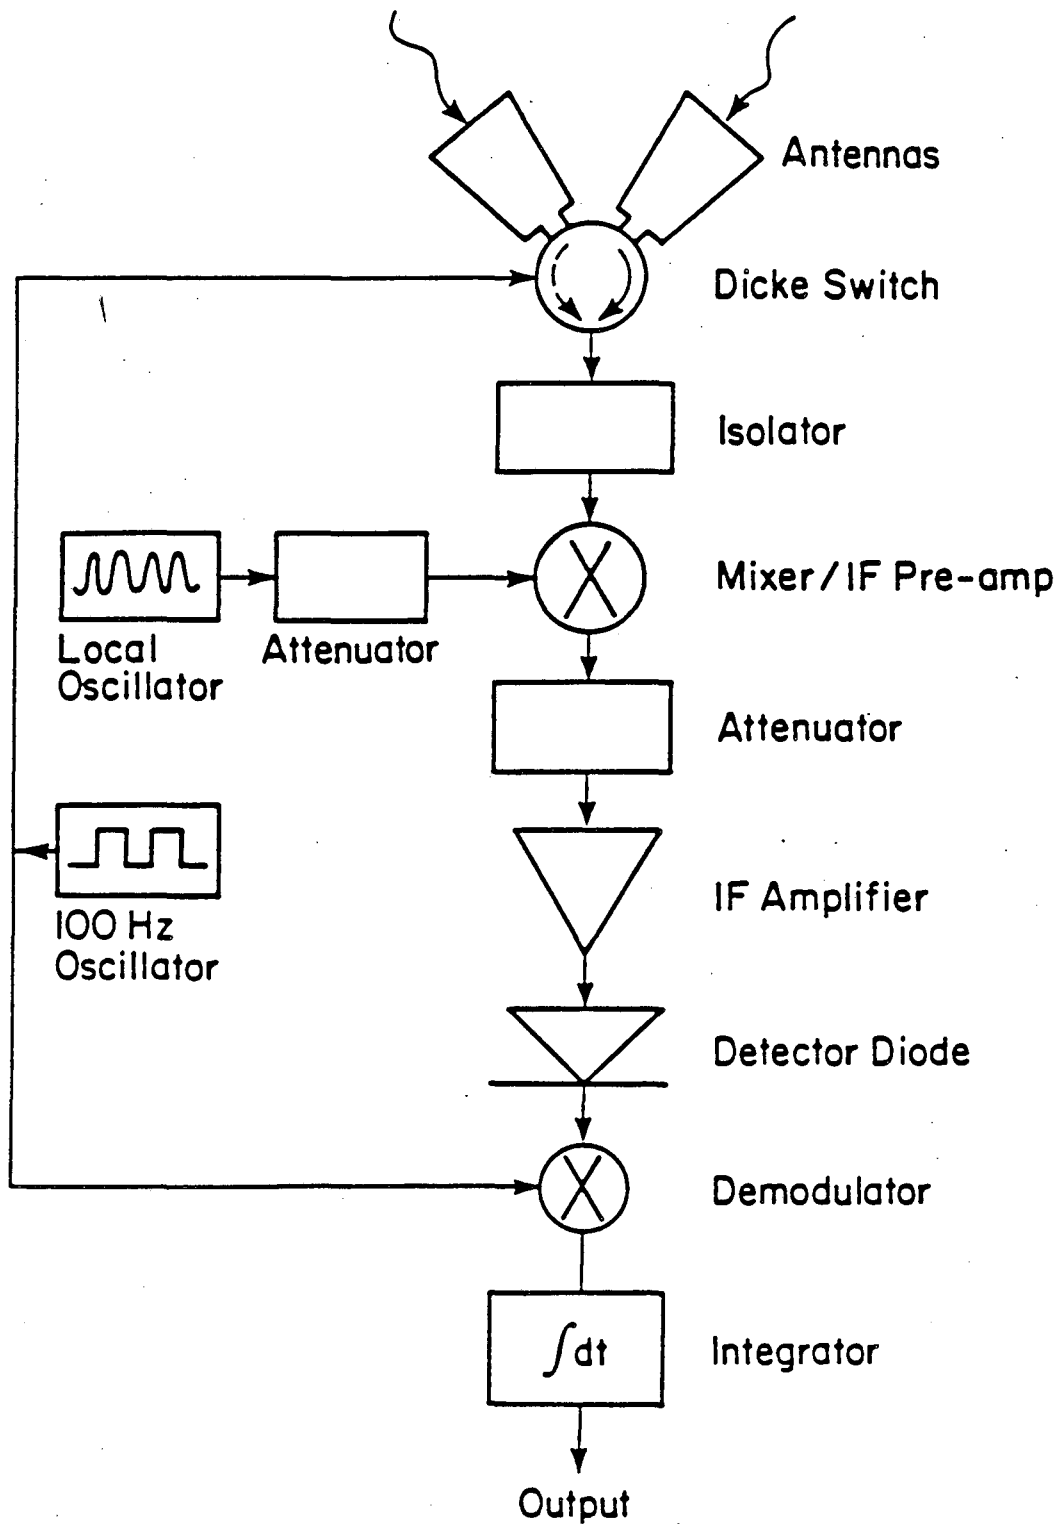 Antennas
Dicke Switch
Isolator
Mixer/IF Pre-amp
Local
Oscillator
Attenuator
Attenuator
100 Hz
Oscillator
IF Amplifier
Detector Diode
Demodulator
∫dt
Integrator
Output